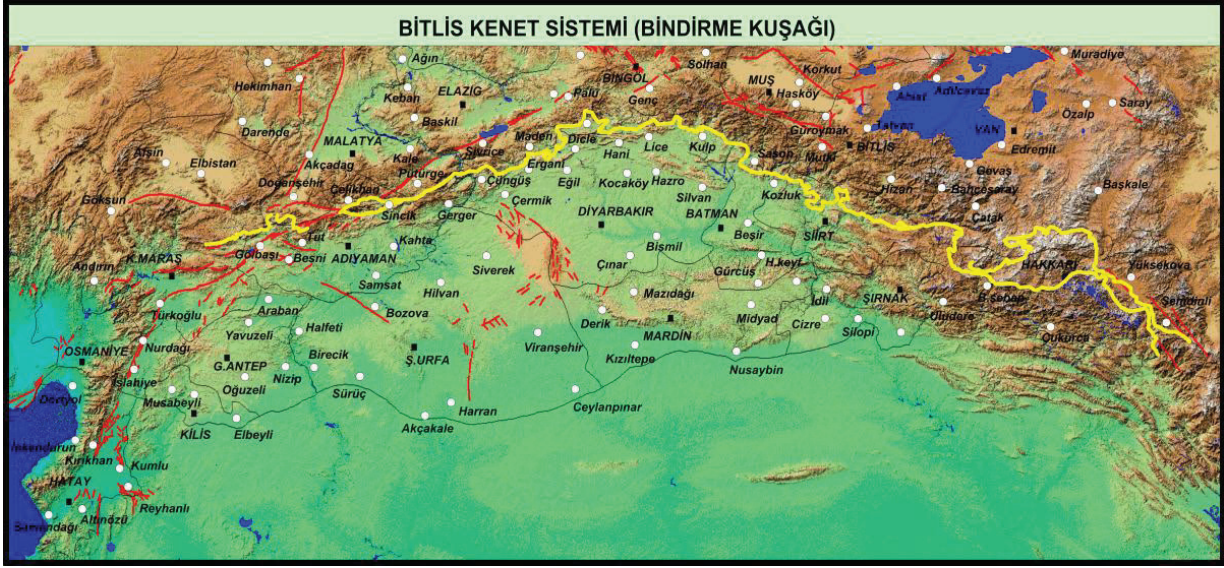 BİTLİS KENET SİSTEMİ (BİNDİRME KUŞAĞI)
Ağın
Solhan
Muradiye
Hekimhan
Keban
ELAZIĞ
Palu
BİNGÖL
Genç
MUŞ
Korkut
Hasköy
Ahlat
Adilcevaz
Özalp
Saray
Darende
Baskil
Güroymak
Tatvan
VAN
Afşin
Elbistan
MALATYA
Akçadağ
Kale
Sivrice
Maden
Dicle
Hani
Lice
Kulp
Sason
Mutki
BİTLİS
Edremit
Gevaş
Göksun
Doğanşehir
Çelikhan
Pütürge
Çüngüş
Ergani
Eğil
Kocaköy
Hazro
Silvan
Kozluk
Hizan
Bahçesaray
Başkale
Sincik
Gerger
Çermik
DİYARBAKIR
BATMAN
Beşir
SİİRT
Çatak
Andırın
K.MARAŞ
Gölbaşı
Tut
Besni
ADIYAMAN
Kahta
Siverek
Bismil
Çınar
Gürcüş
H.keyf
HAKKARİ
Yüksekova
Samsat
Hilvan
Mazıdağı
İdil
ŞIRNAK
B.şebap
Şemdinli
Türkoğlu
Araban
Bozova
Derik
MARDİN
Midyad
Cizre
Silopi
Uludere
Çukurca
Yavuzeli
Halfeti
Nurdağı
Viranşehir
Kızıltepe
Nusaybin
OSMANİYE
G.ANTEP
Birecik
Ş.URFA
İslahiye
Oğuzeli
Nizip
Sürüç
Dörtyol
Musabeyli
Harran
Ceylanpınar
KİLİS
Elbeyli
Akçakale
İskenderun
Kırıkhan
Kumlu
HATAY
Reyhanlı
Altınözü
Samandağı